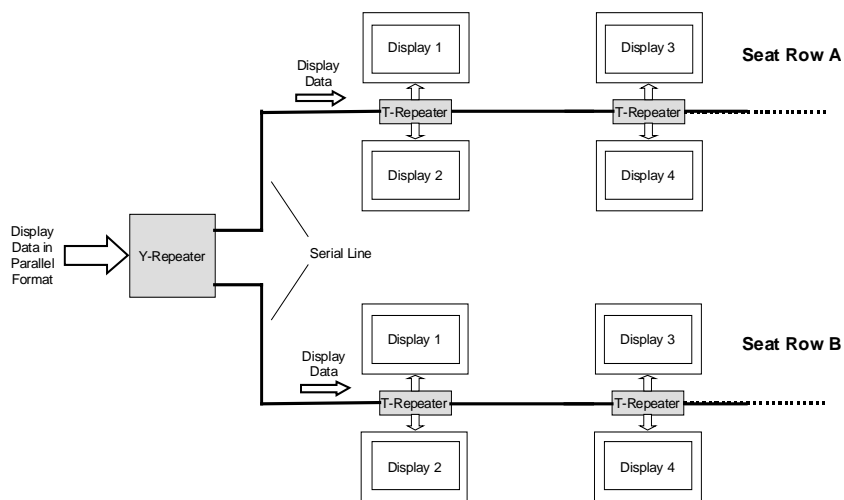 Display 1
Display 3
Seat Row A
Display
Data
T-Repeater
T-Repeater
Display 2
Display 4
Display
Data in
Parallel
Format
Y-Repeater
Serial Line
Display 1
Display 3
Seat Row B
Display
Data
T-Repeater
T-Repeater
Display 2
Display 4